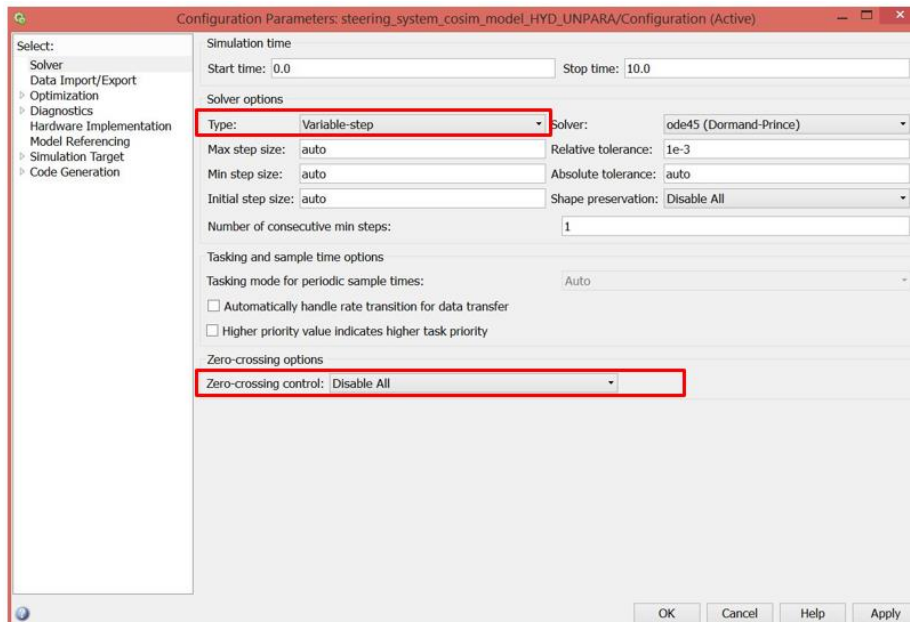 Configuration Parameters: steering_system_cosim_model_HYD_UNPARA/Configuration (Active)
Select:
Solver
Data Import/Export
Optimization
Diagnostics
Hardware Implementation
Model Referencing
Simulation Target
Code Generation
Simulation time
Start time: 0.0 Stop time: 10.0
Solver options
Type: Variable-step Solver: ode45 (Dormand-Prince)
Max step size: auto Relative tolerance: 1e-3
Min step size: auto Absolute tolerance: auto
Initial step size: auto Shape preservation: Disable All
Number of consecutive min steps: 1
Tasking and sample time options
Tasking mode for periodic sample times: Auto
Automatically handle rate transition for data transfer
Higher priority value indicates higher task priority
Zero-crossing options
Zero-crossing control: Disable All
OK Cancel Help Apply